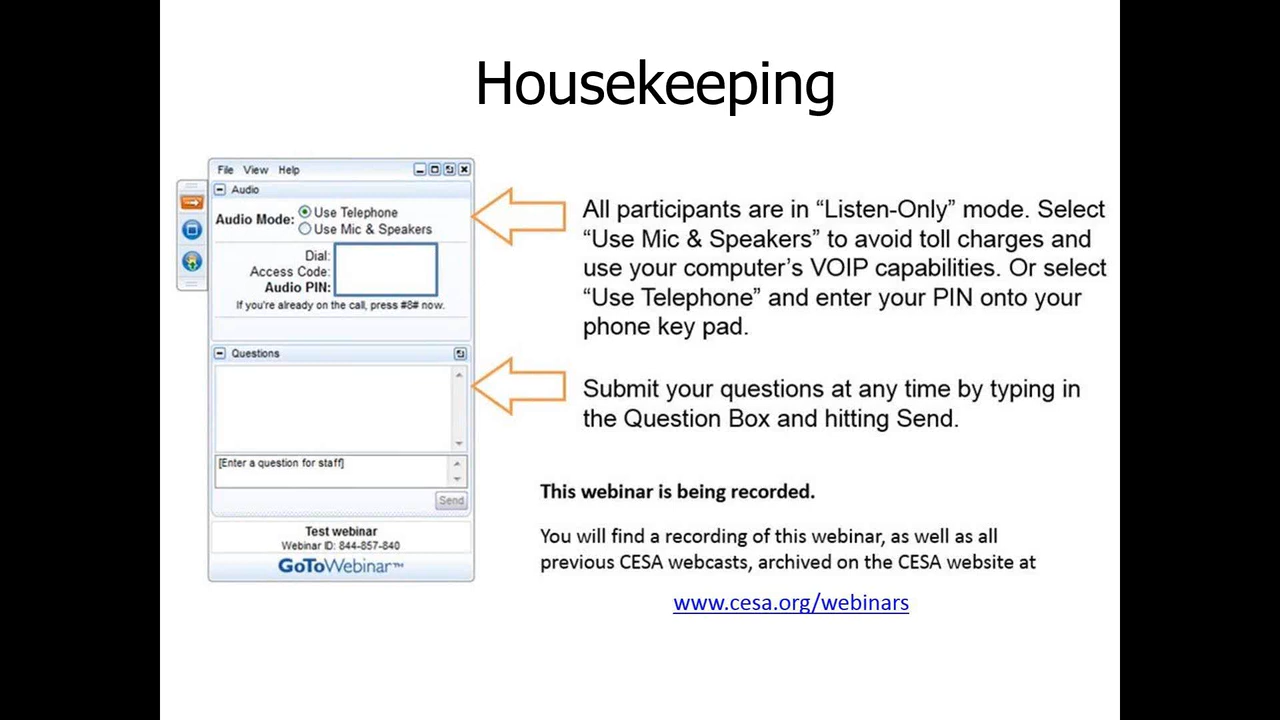 Housekeeping
File View Help
Audio
Audio Mode: Use Telephone
Use Mic & Speakers
Dial:
Access Code:
Audio PIN:
If you're already on the call, press #8# now.
Questions
[Enter a question for staff]
Send
Test webinar
Webinar ID: 844-857-840
GoToWebinar™
All participants are in “Listen-Only” mode. Select
“Use Mic & Speakers” to avoid toll charges and
use your computer’s VOIP capabilities. Or select
“Use Telephone” and enter your PIN onto your
phone key pad.
Submit your questions at any time by typing in
the Question Box and hitting Send.
This webinar is being recorded.
You will find a recording of this webinar, as well as all
previous CESA webcasts, archived on the CESA website at
www.cesa.org/webinars